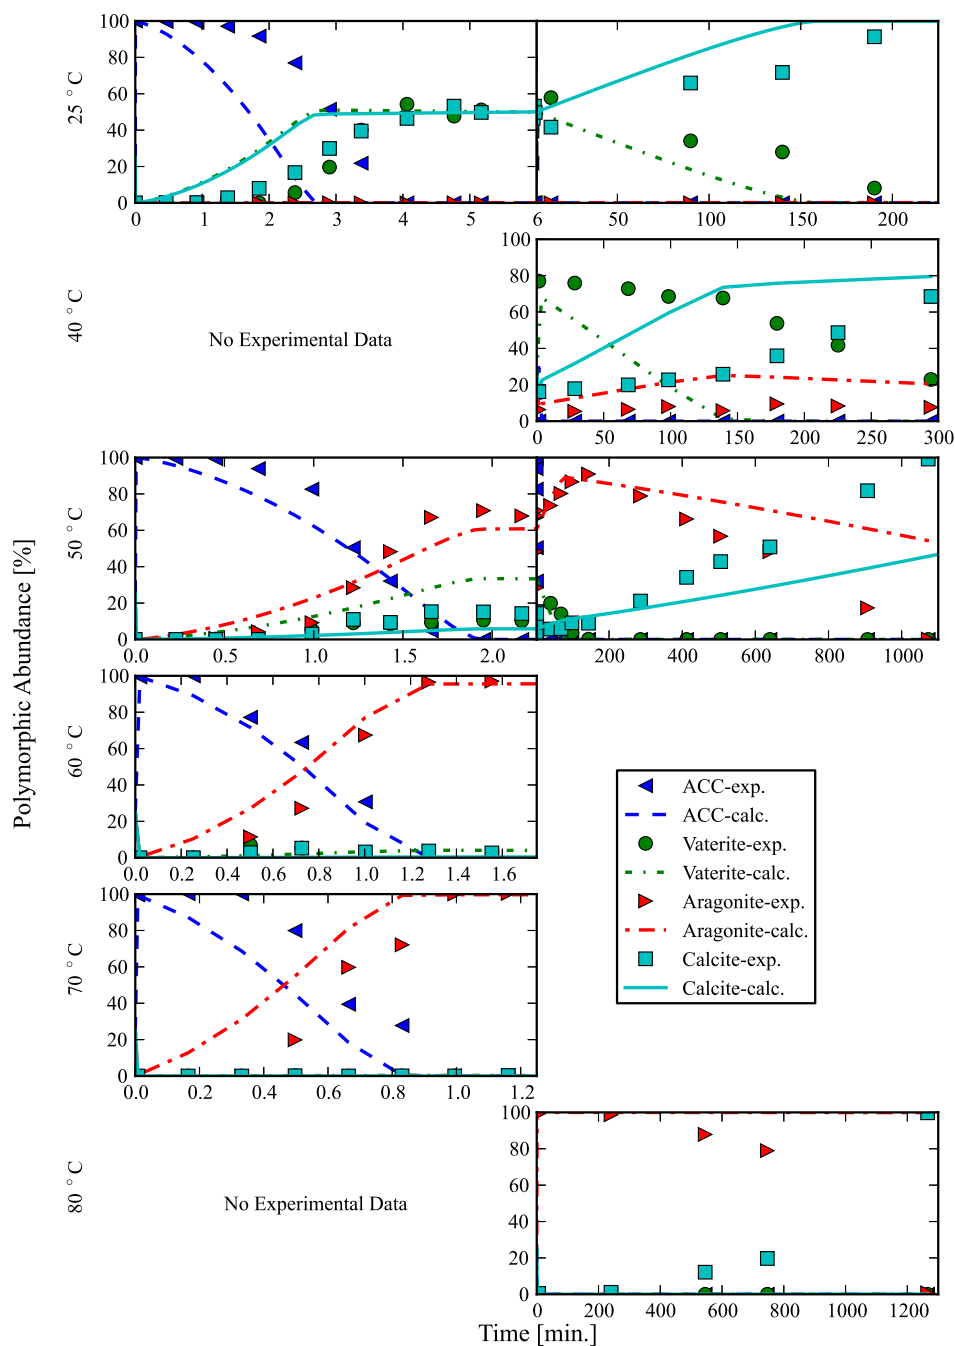 100
80
60
40
20
0
0 1 2 3 4 5 6 50 100 150 200
25 ° C
100
80
60
40
20
0
0 50 100 150 200 250 300
40 ° C
No Experimental Data
100
80
60
40
20
0
0.0 0.5 1.0 1.5 2.0 200 400 600 800 1000
50 ° C
Polymorphic Abundance [%]
100
80
60
40
20
0
0.0 0.2 0.4 0.6 0.8 1.0 1.2 1.4 1.6
60 ° C
ACC-exp.
ACC-calc.
Vaterite-exp.
Vaterite-calc.
Aragonite-exp.
Aragonite-calc.
Calcite-exp.
Calcite-calc.
100
80
60
40
20
0
0.0 0.2 0.4 0.6 0.8 1.0 1.2
70 ° C
100
80
60
40
20
0
0 200 400 600 800 1000 1200
80 ° C
No Experimental Data
Time [min.]